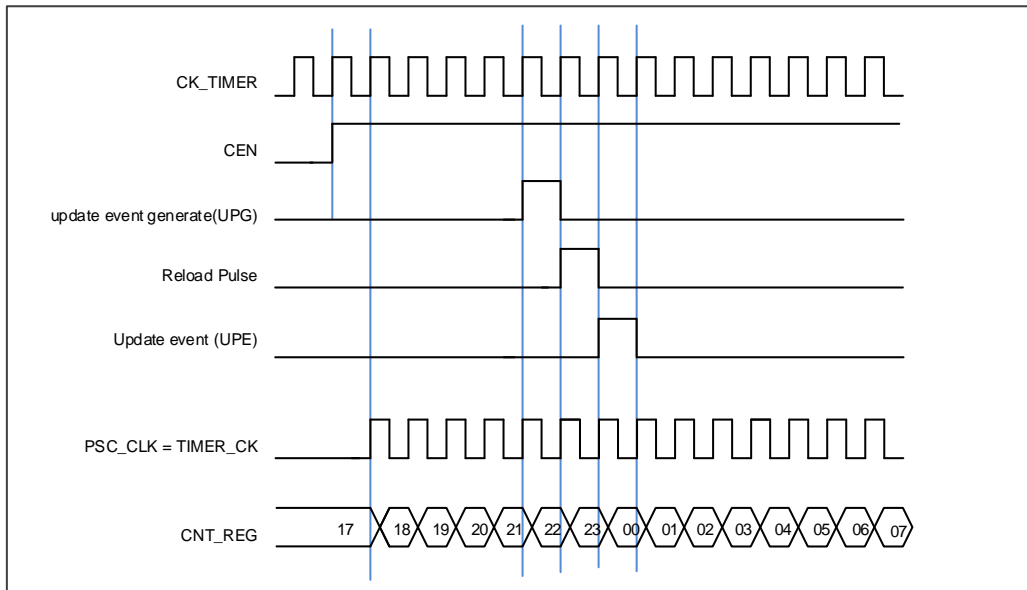 CK_TIMER
CEN
update event generate(UPG)
Reload Pulse
Update event (UPE)
PSC_CLK = TIMER_CK
CNT_REG 17 18 19 20 21 22 23 00 01 02 03 04 05 06 07